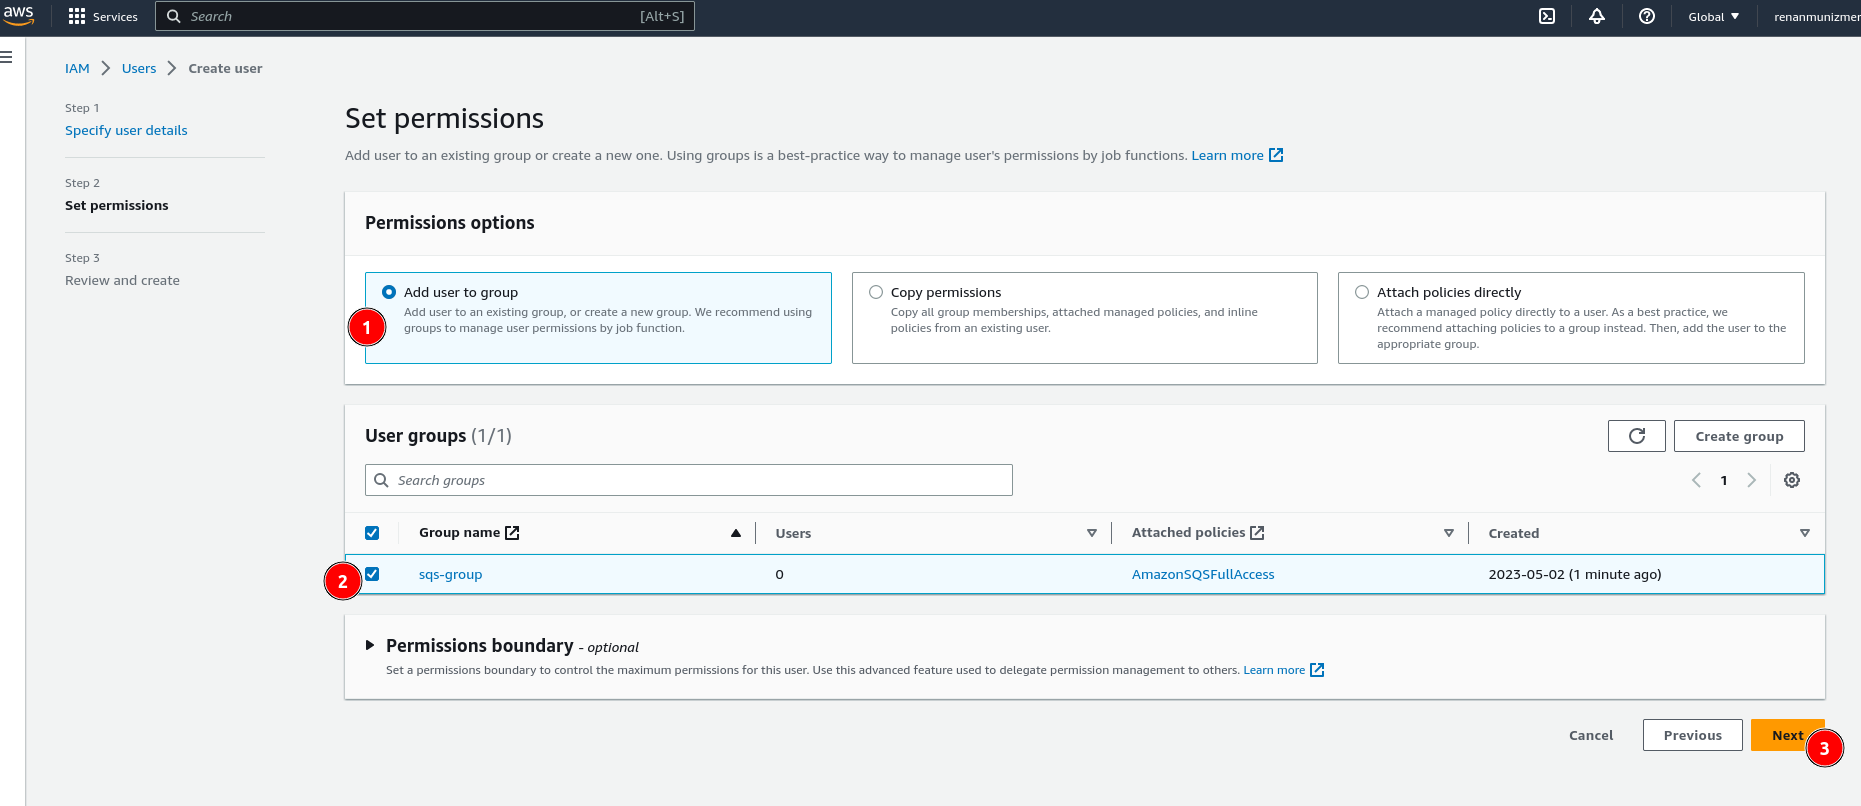 aws
Services
Search [Alt+S]
Global
renanmunizmer
IAM Users Create user
Step 1
Specify user details
Step 2
Set permissions
Step 3
Review and create
Set permissions
Add user to an existing group or create a new one. Using groups is a best-practice way to manage user's permissions by job functions. Learn more
Permissions options
Add user to group
Add user to an existing group, or create a new group. We recommend using
groups to manage user permissions by job function.
1
Copy permissions
Copy all group memberships, attached managed policies, and inline
policies from an existing user.
Attach policies directly
Attach a managed policy directly to a user. As a best practice, we
recommend attaching policies to a group instead. Then, add the user to the
appropriate group.
User groups (1/1)
Create group
Search groups
1
Group name Users Attached policies Created
2 sqs-group 0 AmazonSQSFullAccess 2023-05-02 (1 minute ago)
Permissions boundary - optional
Set a permissions boundary to control the maximum permissions for this user. Use this advanced feature used to delegate permission management to others. Learn more
Cancel Previous Next
3